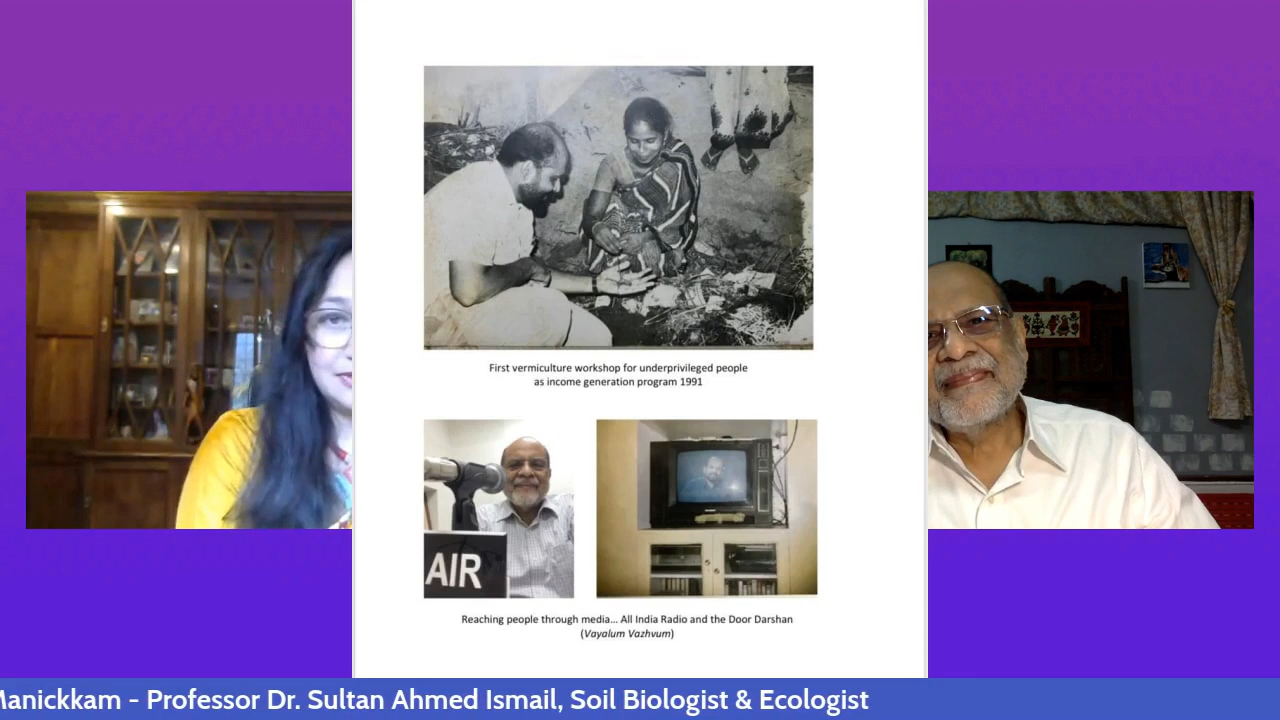 First vermiculture workshop for underprivileged people
as income generation program 1991
AIR
Reaching people through media... All India Radio and the Door Darshan
(Vayalum Vazhvum)
Manickkam - Professor Dr. Sultan Ahmed Ismail, Soil Biologist & Ecologist